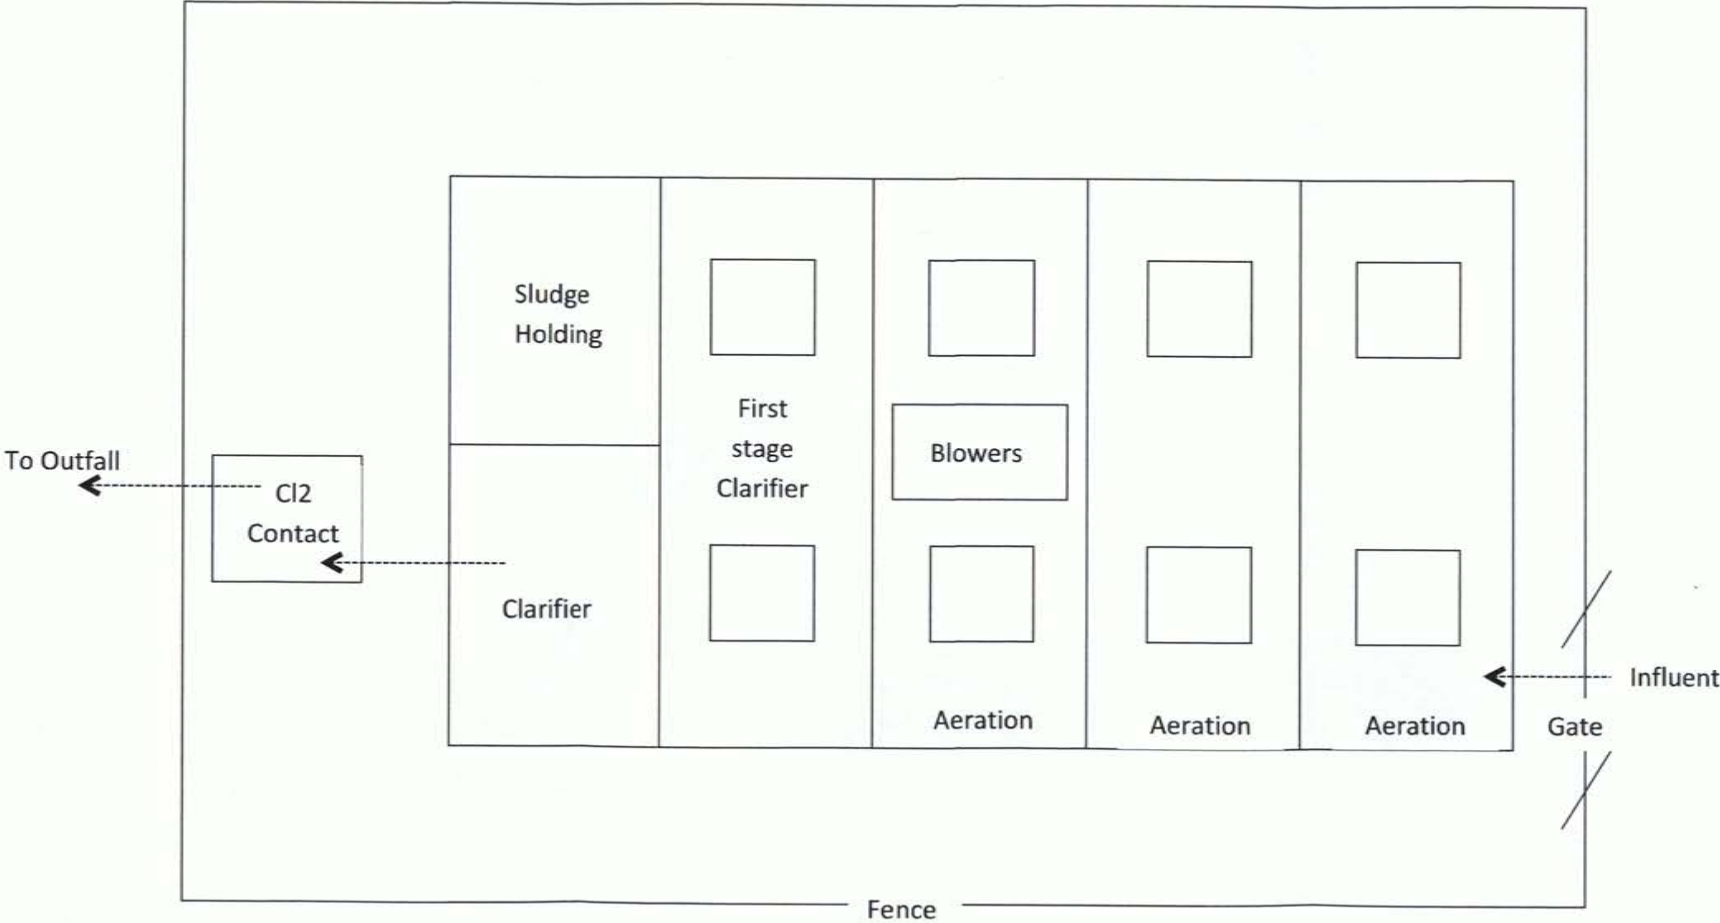 Sludge
Holding
First
stage
Clarifier
Blowers
To Outfall
Cl2
Contact
Clarifier
Influent
Aeration
Aeration
Aeration
Gate
Fence